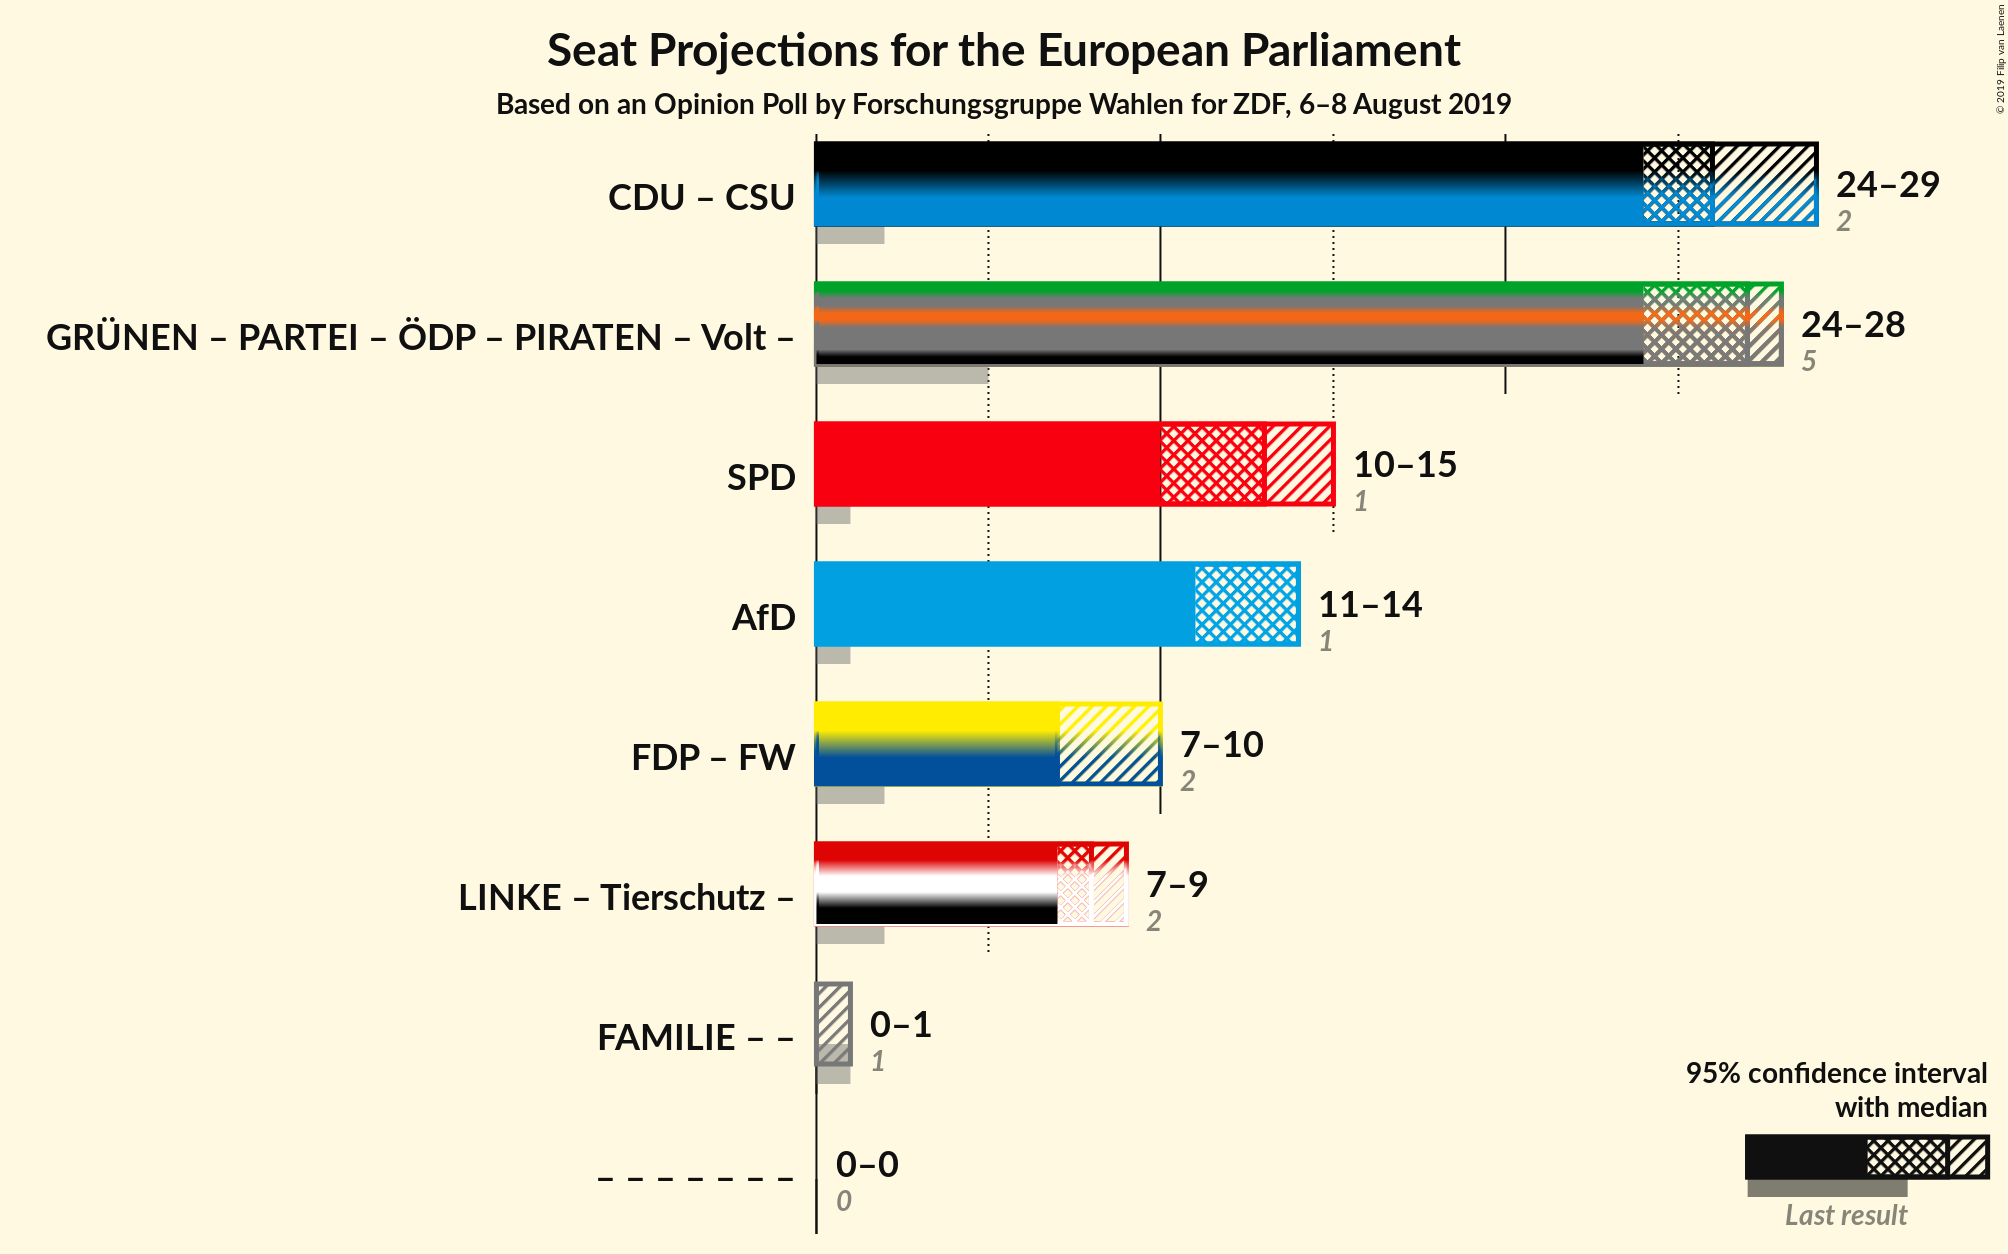 Seat Projections for the European Parliament
Based on an Opinion Poll by Forschungsgruppe Wahlen for ZDF, 6–8 August 2019
© 2019 Filip van Laenen
CDU – CSU
24–29
2
GRÜNEN – PARTEI – ÖDP – PIRATEN – Volt –
24–28
5
SPD
10–15
1
AfD
11–14
1
FDP – FW
7–10
2
LINKE – Tierschutz –
7–9
2
FAMILIE – –
0–1
1
– – – – – – –
0–0
0
95% confidence interval
with median
Last result